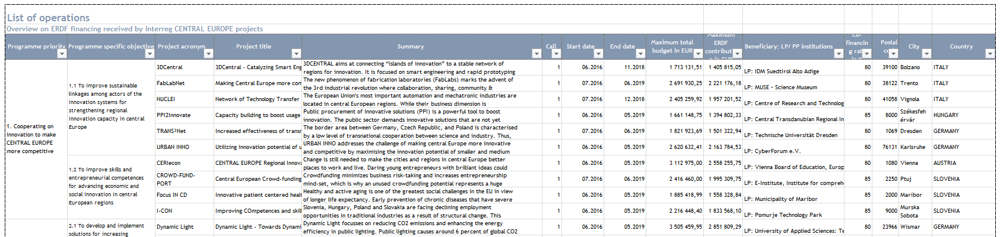 List of operations
Overview on ERDF financing received by Interreg CENTRAL EUROPE projects
Programme priority Programme specific objective Project acronym Project title Summary Call Start date End date Maximum total budget in EUR Maximum ERDF Beneficiary: LP/ PP institutions Co-financin g rat Postal City Country
1. Cooperating on
innovation to make
CENTRAL EUROPE
more competitive
1.1 To improve sustainable
linkages among actors of the
innovation systems for
strengthening regional
innovation capacity in central
Europe
3DCentral 3DCentral - Catalyzing Smart Eng 3DCENTRAL aims at connecting “islands of innovation” to a stable network of
regions for innovation. It is focused on smart engineering and rapid prototyping
1 06.2016 11.2018 1 713 131,51 1 405 815,05 LP: IDM Suedtirol Alto Adige 80 39100 Bolzano ITALY
FabLabNet Making Central Europe more com The new phenomenon of fabrication laboratories (FabLabs) marks the advent of
the 3rd industrial revolution where collaboration, sharing, community &
1 07.2016 06.2019 2 691 930,25 2 221 176,18 LP: MUSE - Science Museum 80 38122 Trento ITALY
NUCLEI Network of Technology Transfer The European Union's most important automation and mechatronic industries are
located in central European regions. While their business dimension is
1 07.2016 12.2018 2 405 259,92 1 957 201,52 LP: Centre of Research and Technolog 80 41058 Vignola ITALY
PPI2Innovate Capacity building to boost usage Public procurement of innovative solutions (PPI) is a powerful tool to boost
innovation. The public sector demands innovative solutions that are not yet
1 06.2016 05.2019 1 661 148,75 1 394 802,33 LP: Central Transdanubian Regional In 85 8000 Székesfeh
érvár HUNGARY
TRANS³Net Increased effectiveness of transn The border area between Germany, Czech Republic, and Poland is characterised
by a low level of transnational cooperation between science and industry. Thus,
1 07.2016 06.2019 1 821 923,69 1 501 322,94 LP: Technische Universität Dresden 80 1069 Dresden GERMANY
URBAN INNO Utilizing innovation potential of u URBAN INNO addresses the challenge of making central Europe more innovative
and competitive by maximising the innovation potential of smaller and medium
1 06.2016 05.2019 2 620 632,41 2 163 784,53 LP: CyberForum e.V. 80 76131 Karlsruhe GERMANY
1.2 To improve skills and
entrepreneurial competences
for advancing economic and
social innovation in central
European regions
CERIecon CENTRAL EUROPE Regional Innova Change is still needed to make the cities and regions in central Europe better
places to work and live. Daring young entrepreneurs with brilliant ideas could
1 06.2016 05.2019 3 112 975,00 2 558 255,75 LP: Vienna Board of Education, Europ 80 1080 Vienna AUSTRIA
CROWD-FUND-
PORT Central European Crowd-funding Crowdfunding minimizes business risk-taking and increases entrepreneurship
mind-set, which is why an unused crowdfunding potential represents a huge
1 07.2016 06.2019 2 416 460,00 1 995 309,75 LP: E-Institute, Institute for compreh 85 2250 Ptuj SLOVENIA
Focus IN CD Innovative patient centered healt Healthy and active aging is one of the greatest social challenges in the EU in view
of longer life expectancy. Early prevention of chronic diseases that have severe
1 06.2016 05.2019 1 885 418,99 1 558 328,84 LP: Municipality of Maribor 85 2000 Maribor SLOVENIA
I-CON Improving COmpetences and skil Slovenia, Hungary, Poland and Slovakia are facing declining employment
opportunities in traditional industries as a result of structural change. This
1 06.2016 05.2019 2 216 448,40 1 833 568,10 LP: Pomurje Technology Park 85 9000 Murska
Sobota SLOVENIA
2.1 To develop and implement
solutions for increasing
Dynamic Light Dynamic Light - Towards Dynami Dynamic Light focusses on reducing CO2 emissions and enhancing the energy
efficiency in public lighting. Public lighting causes around 6 percent of global CO2
1 06.2016 05.2019 3 505 459,95 2 851 809,29 LP: University of Applied Sciences: Te 80 23966 Wismar GERMANY